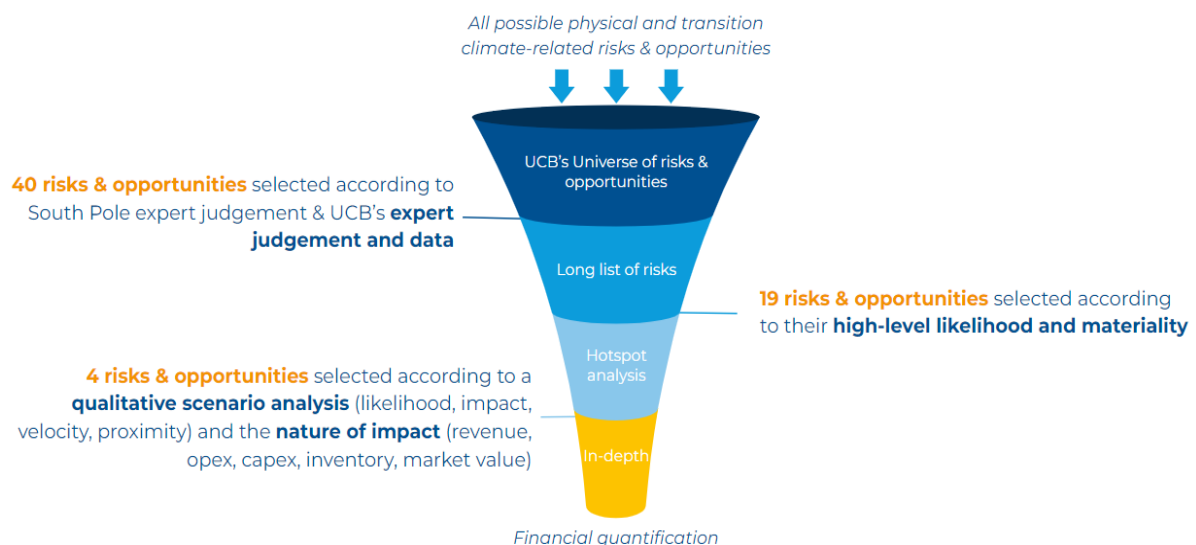 All possible physical and transition
climate-related risks & opportunities
UCB's Universe of risks &
opportunities
40 risks & opportunities selected according to
South Pole expert judgement & UCB's expert
judgement and data
Long list of risks
19 risks & opportunities selected according
to their high-level likelihood and materiality
Hotspot
analysis
4 risks & opportunities selected according to a
qualitative scenario analysis (likelihood, impact,
velocity, proximity) and the nature of impact (revenue,
opex, capex, inventory, market value)
In-depth
Financial quantification